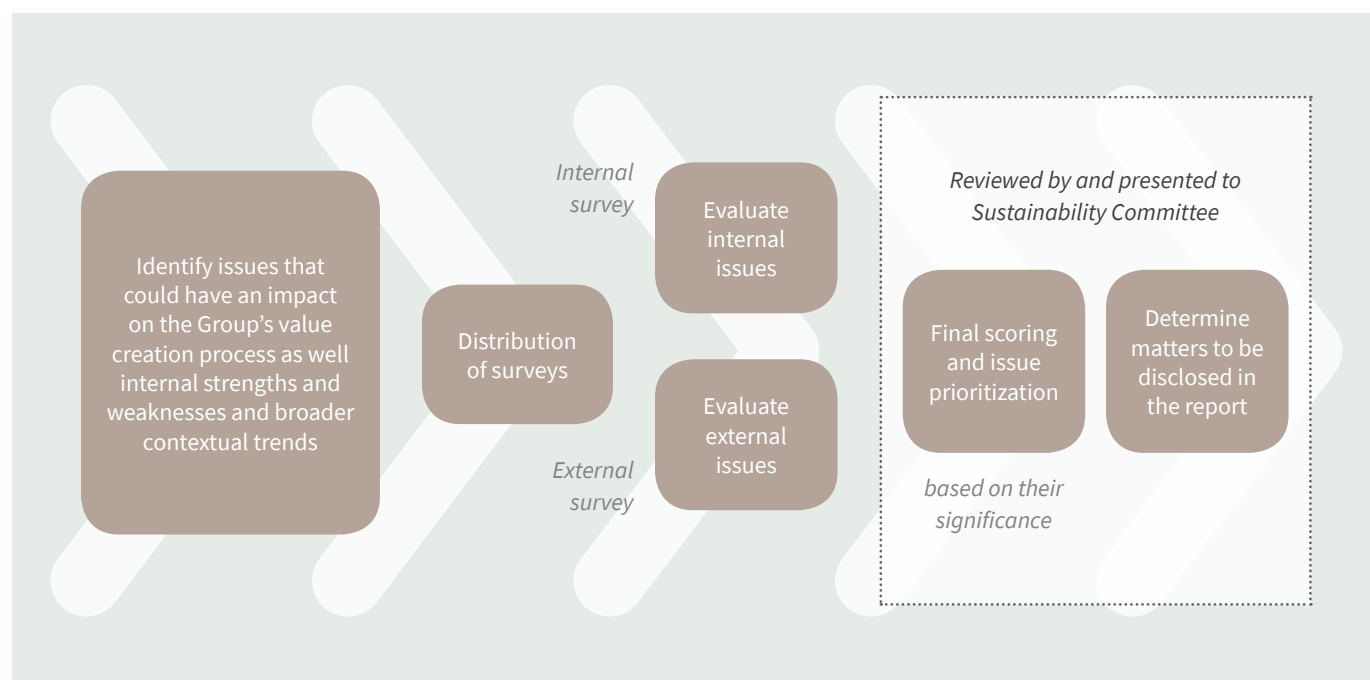 Identify issues that
could have an impact
on the Group’s value
creation process as well
internal strengths and
weaknesses and broader
contextual trends
Distribution
of surveys
Internal
survey
Evaluate
internal
issues
External
survey
Evaluate
external
issues
Reviewed by and presented to
Sustainability Committee
Final scoring
and issue
prioritization
based on their
significance
Determine
matters to be
disclosed in
the report